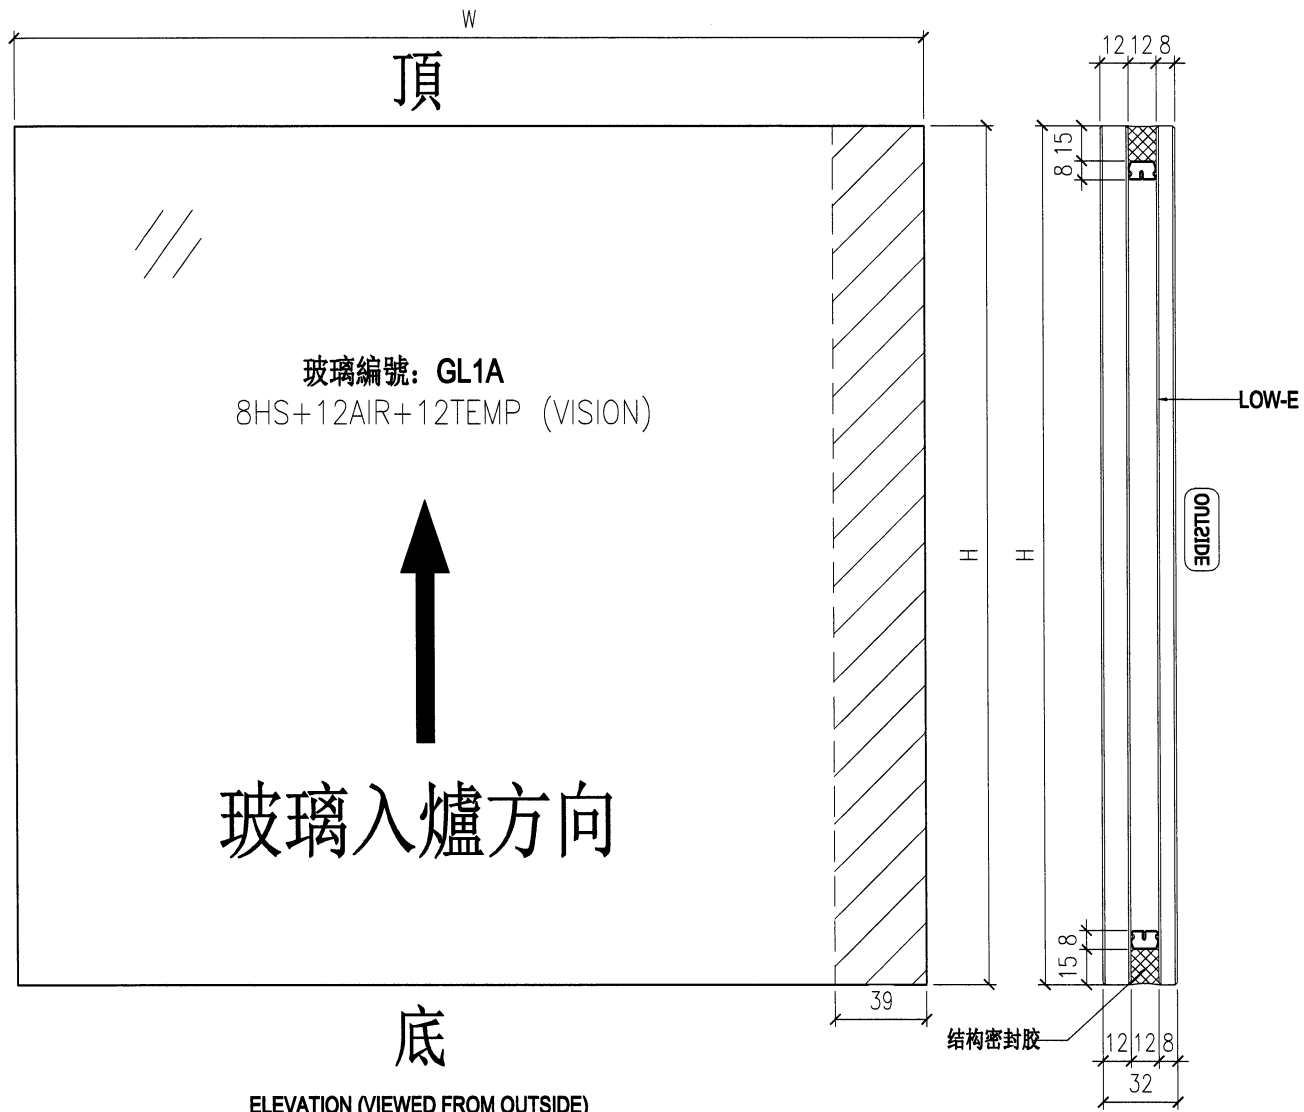 W
頂
12 12 8
8 15
玻璃編號：GL1A
8HS+12AIR+12TEMP (VISION)
LOW-E
OUTSIDE
H
H
玻璃入爐方向
15 8
39
底
结构密封胶
12 12 8
32
ELEVATION (VIEWED FROM OUTSIDE)